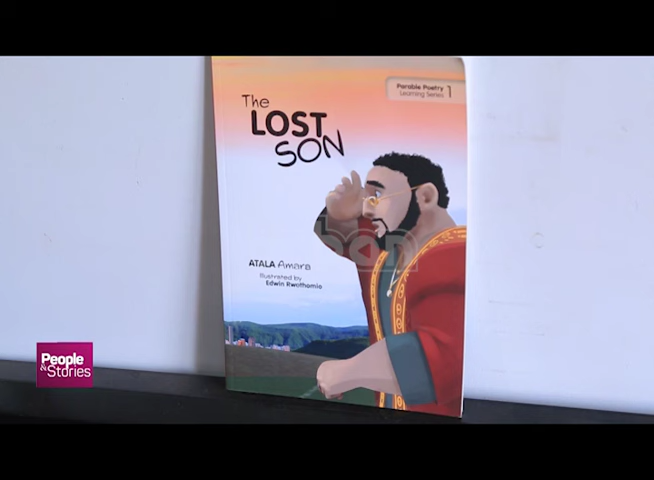 Parable Poetry
Learning Series 1
The
LOST
SON
ATALA Amara
Illustrated by
Edwin Rwothomio
People
&Stories